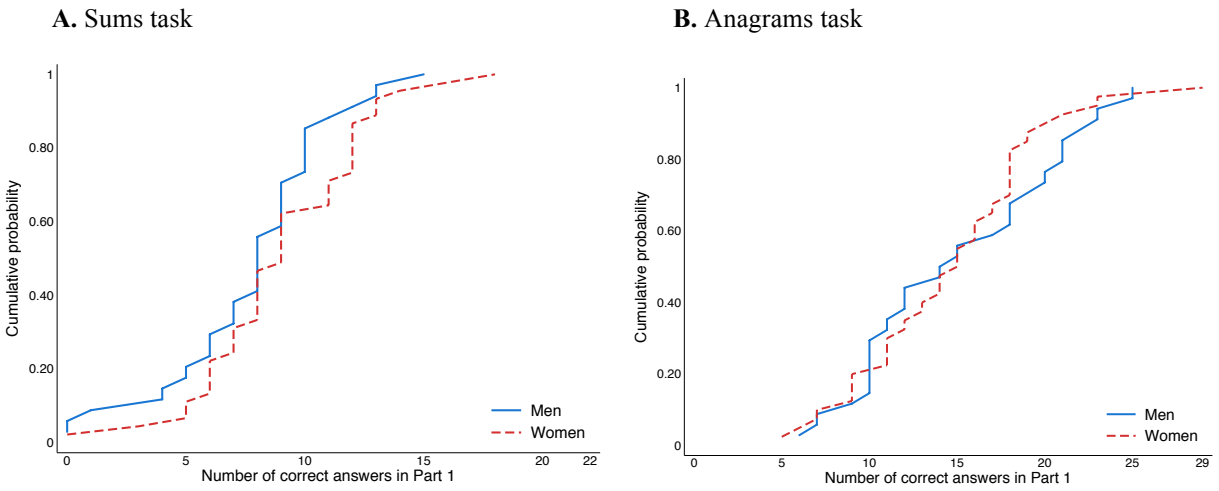 A. Sums task
1
0.80
0.60
0.40
0.20
0
Cumulative probability
Men
Women
0 5 10 15 20 22
Number of correct answers in Part 1
B. Anagrams task
1
0.80
0.60
0.40
0.20
0
Cumulative probability
Men
Women
0 5 10 15 20 25 29
Number of correct answers in Part 1